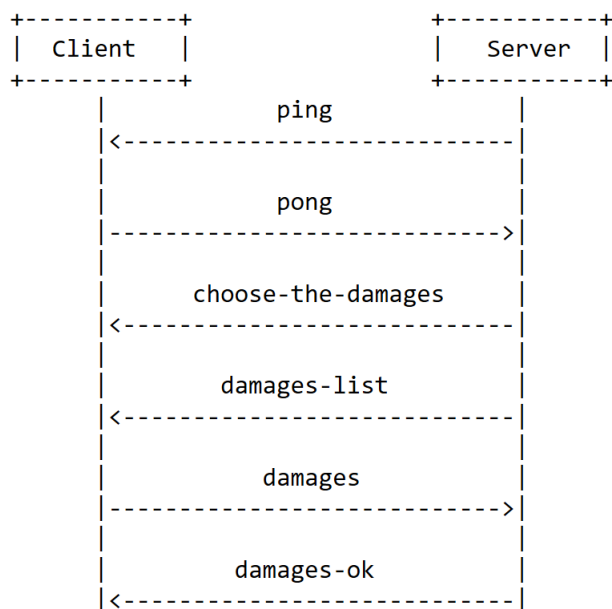 Client Server
ping
pong
choose-the-damages
damages-list
damages
damages-ok